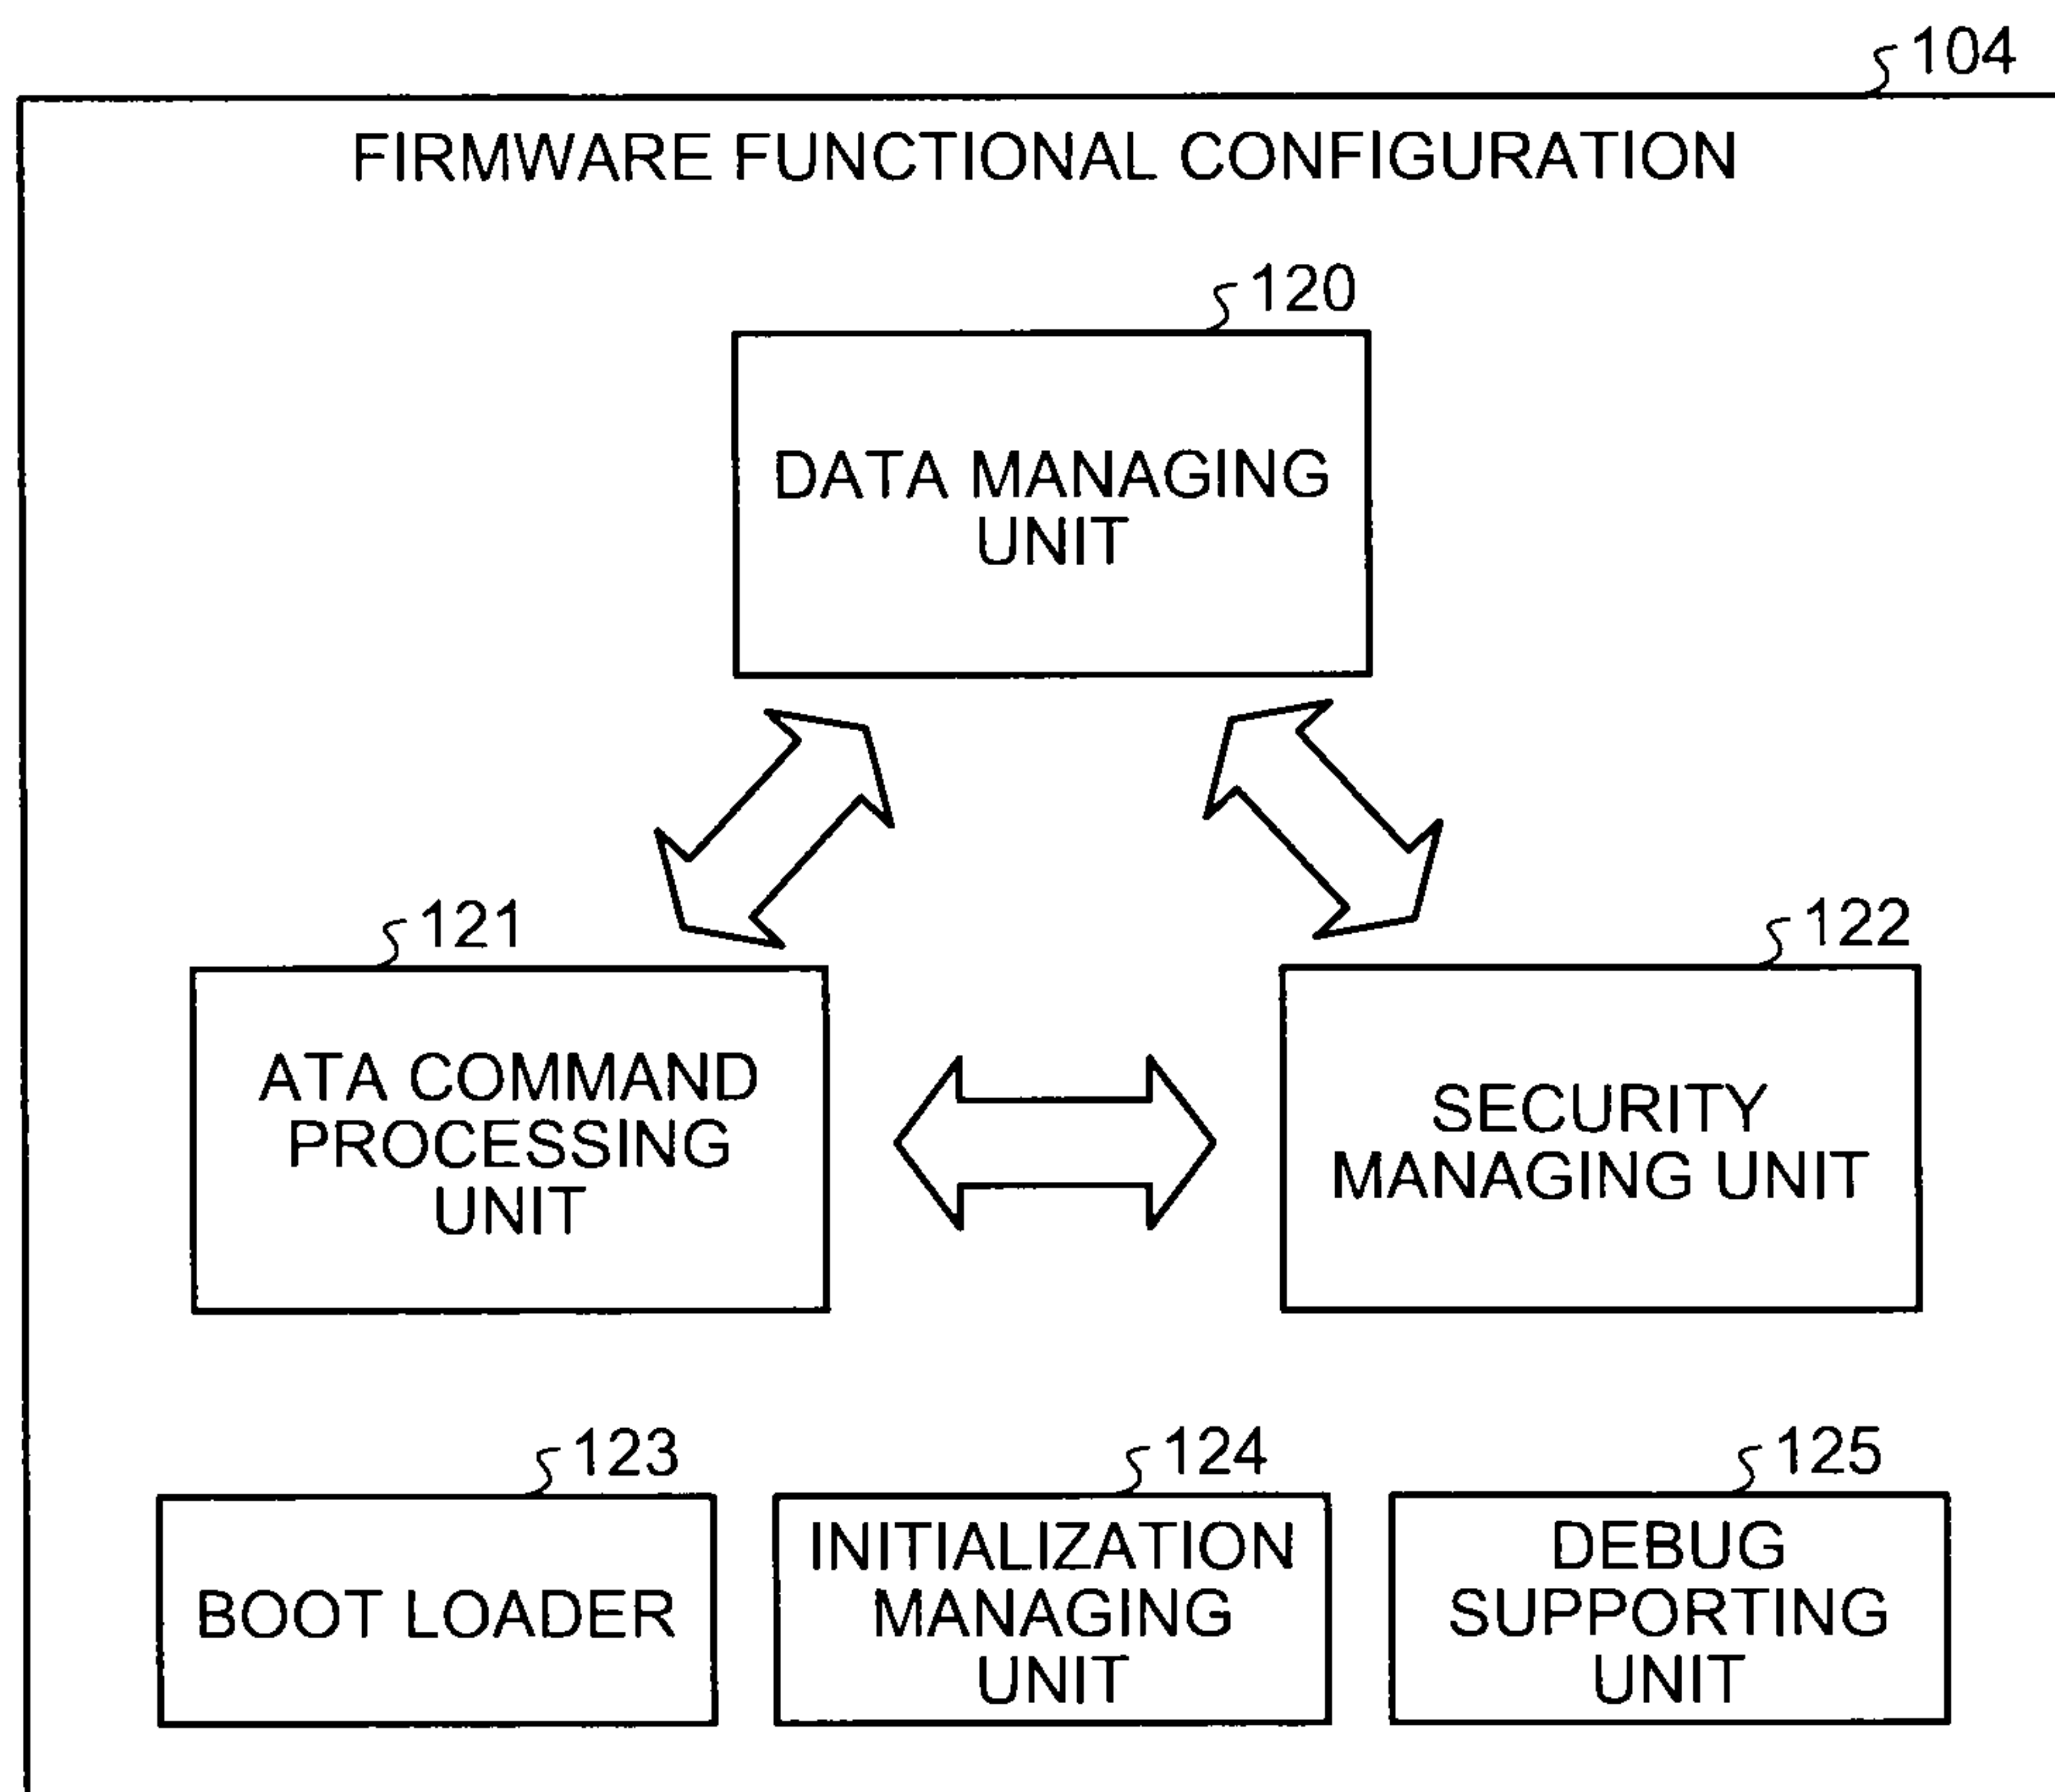 104
FIRMWARE FUNCTIONAL CONFIGURATION
120
DATA MANAGING
UNIT
121
122
ATA COMMAND
PROCESSING
UNIT
SECURITY
MANAGING UNIT
123
124
125
BOOT LOADER
INITIALIZATION
MANAGING
UNIT
DEBUG
SUPPORTING
UNIT